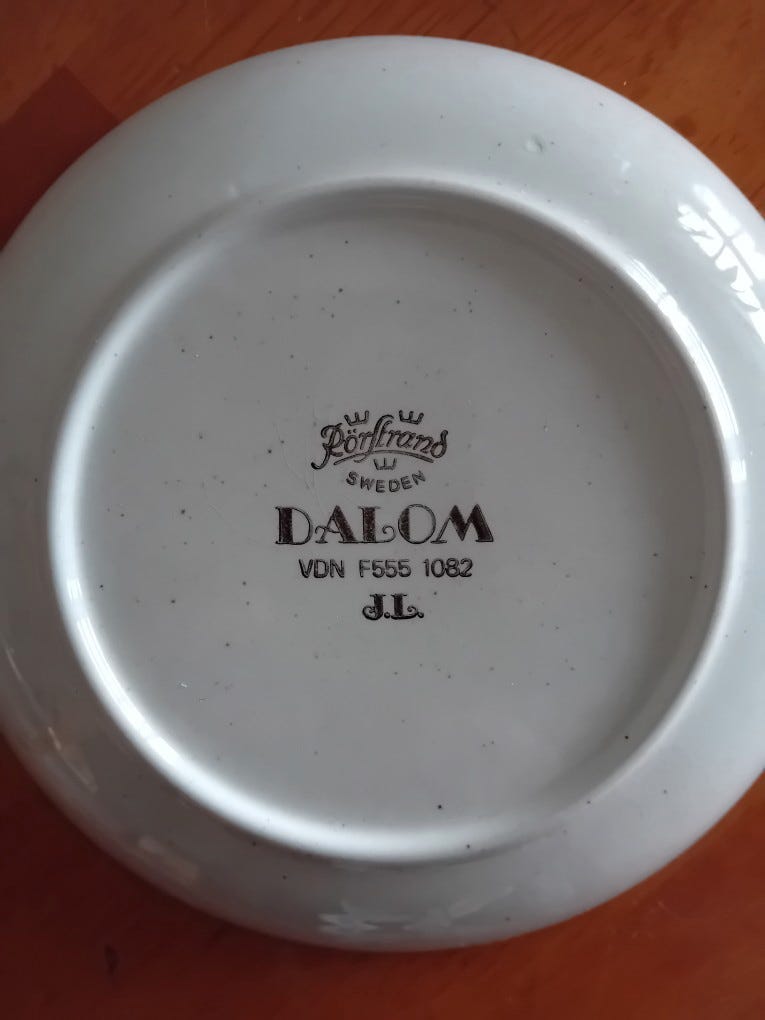 Rörstrand
SWEDEN
DALOM
VDN F555 1082
J.L.